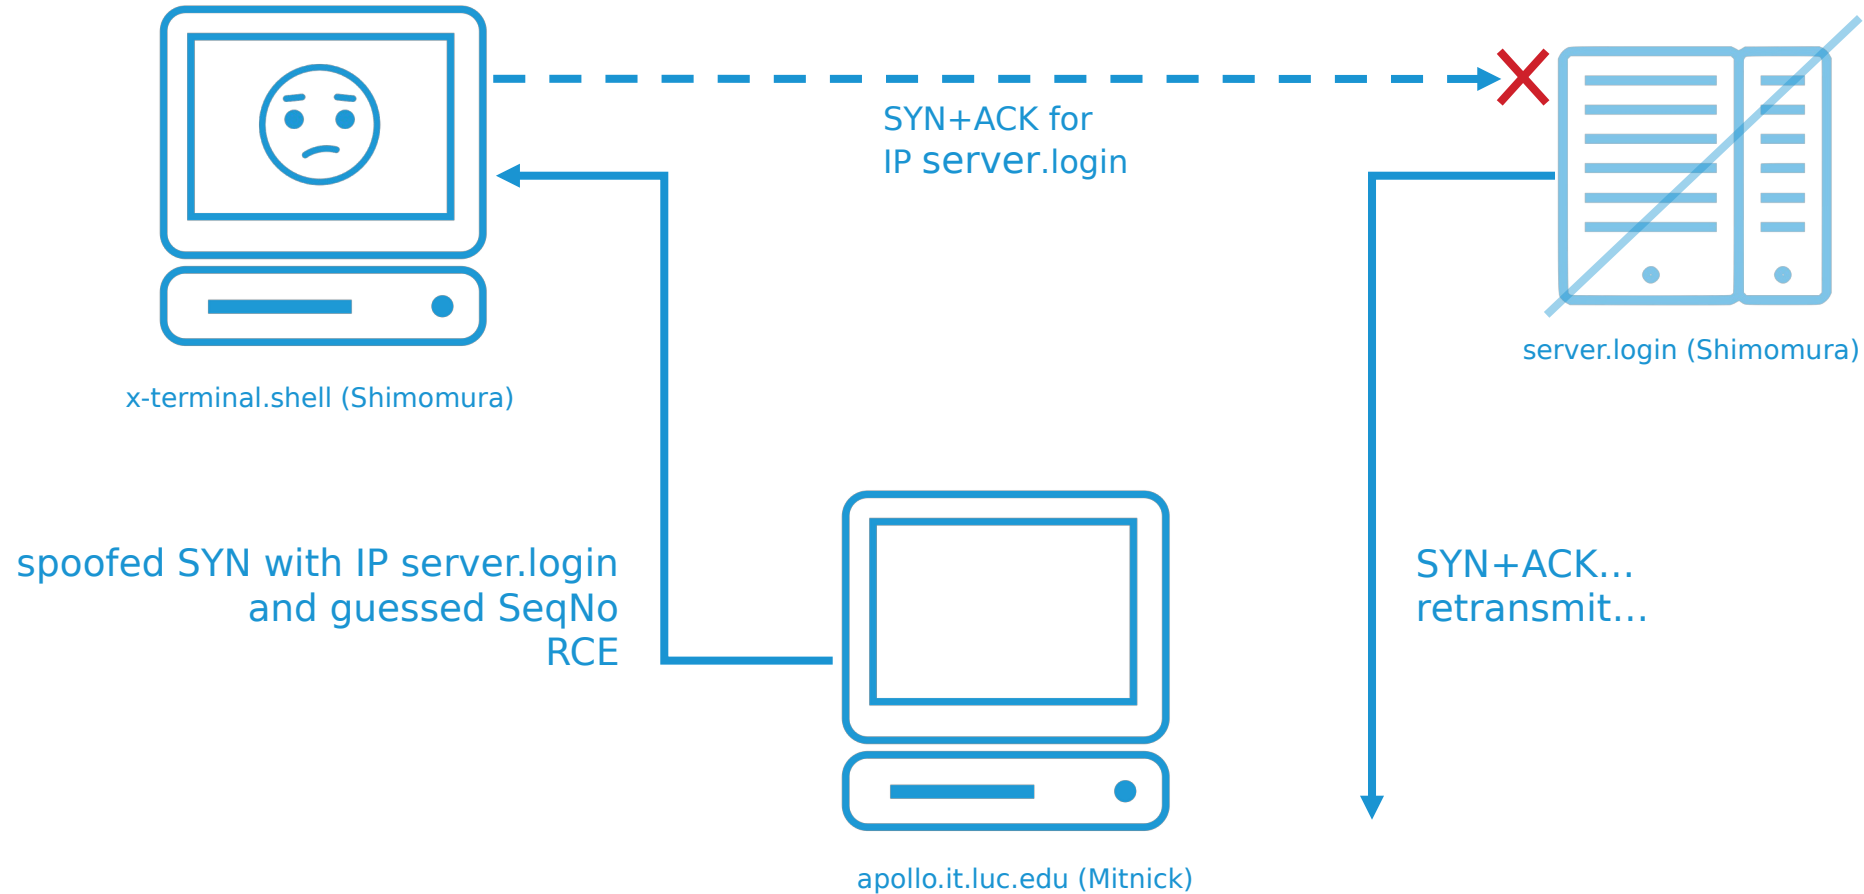 SYN+ACK for
IP server.login
server.login (Shimomura)
x-terminal.shell (Shimomura)
spoofed SYN with IP server.login
and guessed SeqNo
RCE
SYN+ACK...
retransmit...
apollo.it.luc.edu (Mitnick)